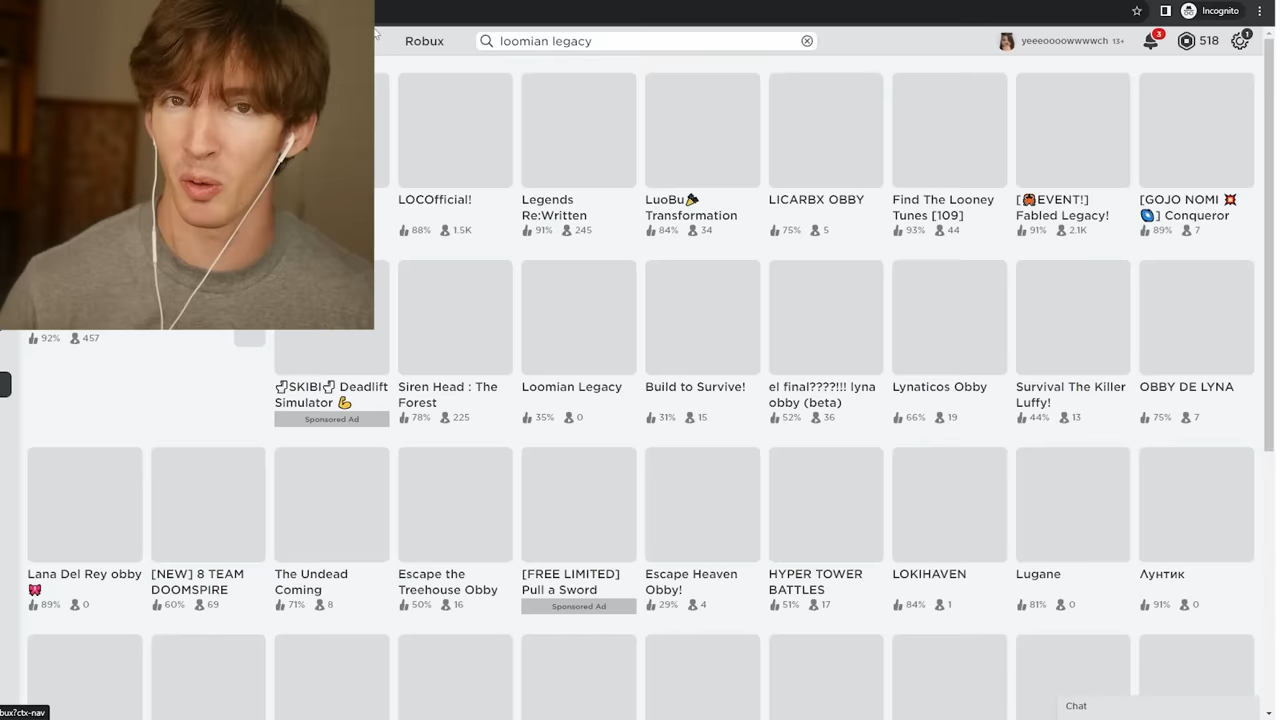 Incognito
Robux
loomian legacy
yeeeoooowwwwch 13+
3
518
1
LOCOfficial!
88% 1.5K
Legends
Re:Written
91% 245
LuoBu
Transformation
84% 34
LICARBX OBBY
75% 5
Find The Looney
Tunes [109]
93% 44
[🦀EVENT!]
Fabled Legacy!
91% 2.1K
[GOJO NOMI 💥
🌀] Conqueror
89% 7
92% 457
SKIBI Deadlift
Simulator 💪
Sponsored Ad
Siren Head : The
Forest
78% 225
Loomian Legacy
35% 0
Build to Survive!
31% 15
el final????!!! lyna
obby (beta)
52% 36
Lynaticos Obby
66% 19
Survival The Killer
Luffy!
44% 13
OBBY DE LYNA
75% 7
Lana Del Rey obby
🎀
89% 0
[NEW] 8 TEAM
DOOMSPIRE
60% 69
The Undead
Coming
71% 8
Escape the
Treehouse Obby
50% 16
[FREE LIMITED]
Pull a Sword
Sponsored Ad
Escape Heaven
Obby!
29% 4
HYPER TOWER
BATTLES
51% 17
LOKIHAVEN
84% 1
Lugane
81% 0
Лунтик
91% 0
Chat
bux?ctx-nav